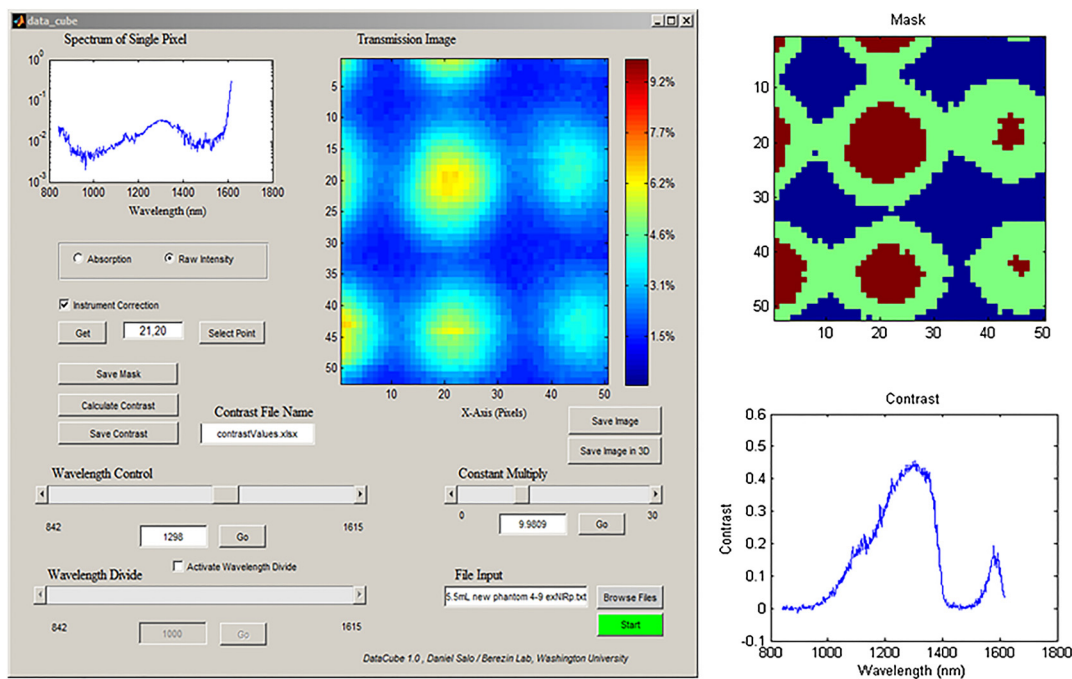 data_cube
Spectrum of Single Pixel
10^0
10^-1
10^-2
10^-3
800 1000 1200 1400 1600 1800
Wavelength (nm)
Absorption Raw Intensity
Instrument Correction
Get 21,20 Select Point
Save Mask
Calculate Contrast
Save Contrast
Contrast File Name
contrastValues.xlsx
Transmission Image
5
10
15
20
25
30
35
40
45
50
10 20 30 40 50
X-Axis (Pixels)
9.2%
7.7%
6.2%
4.6%
3.1%
1.5%
Save Image
Save Image in 3D
Wavelength Control
842 1615
1298 Go
Constant Multiply
0 30
9.9809 Go
Wavelength Divide
Activate Wavelength Divide
842 1615
1000 Go
File Input
5.5mL new phantom 4-9 exNIRp.txt Browse Files
Start
DataCube 1.0 , Daniel Salo / Berezin Lab, Washington University
Mask
10
20
30
40
50
10 20 30 40 50
Contrast
0.6
0.5
0.4
0.3
0.2
0.1
0
-0.1
Contrast
800 1000 1200 1400 1600 1800
Wavelength (nm)